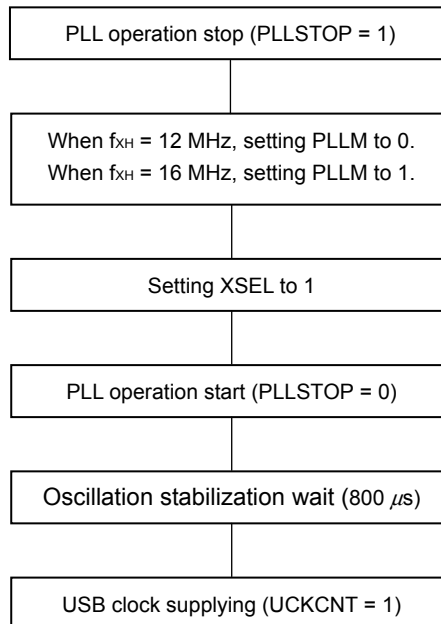 PLL operation stop (PLLSTOP = 1)
When fXH = 12 MHz, setting PLLM to 0.
When fXH = 16 MHz, setting PLLM to 1.
Setting XSEL to 1
PLL operation start (PLLSTOP = 0)
Oscillation stabilization wait (800 μs)
USB clock supplying (UCKCNT = 1)